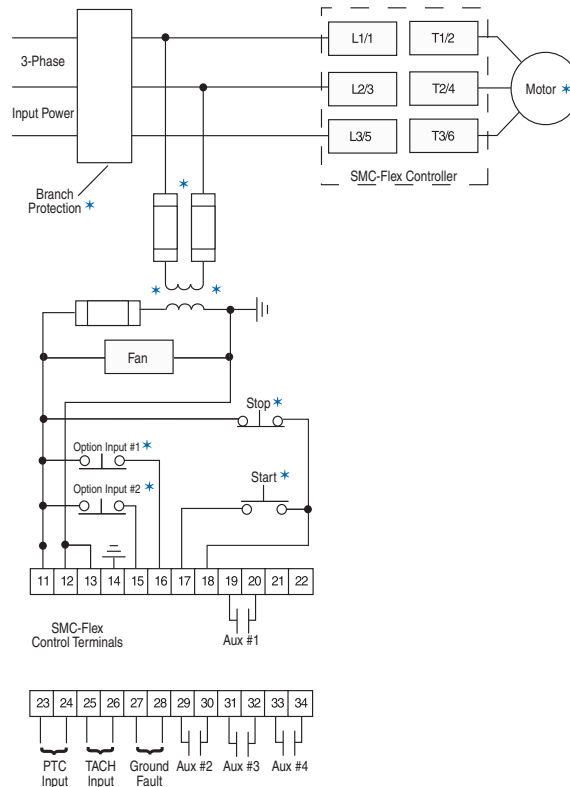 3-Phase
Input Power
Branch
Protection *
L1/1
T1/2
L2/3
T2/4
L3/5
T3/6
Motor *
SMC-Flex Controller
*
*
*
Fan
Stop *
Option Input #1 *
Start *
Option Input #2 *
11 12 13 14 15 16 17 18 19 20 21 22
SMC-Flex
Control Terminals
Aux #1
23 24 25 26 27 28 29 30 31 32 33 34
PTC
Input
TACH
Input
Ground
Fault
Aux #2
Aux #3
Aux #4